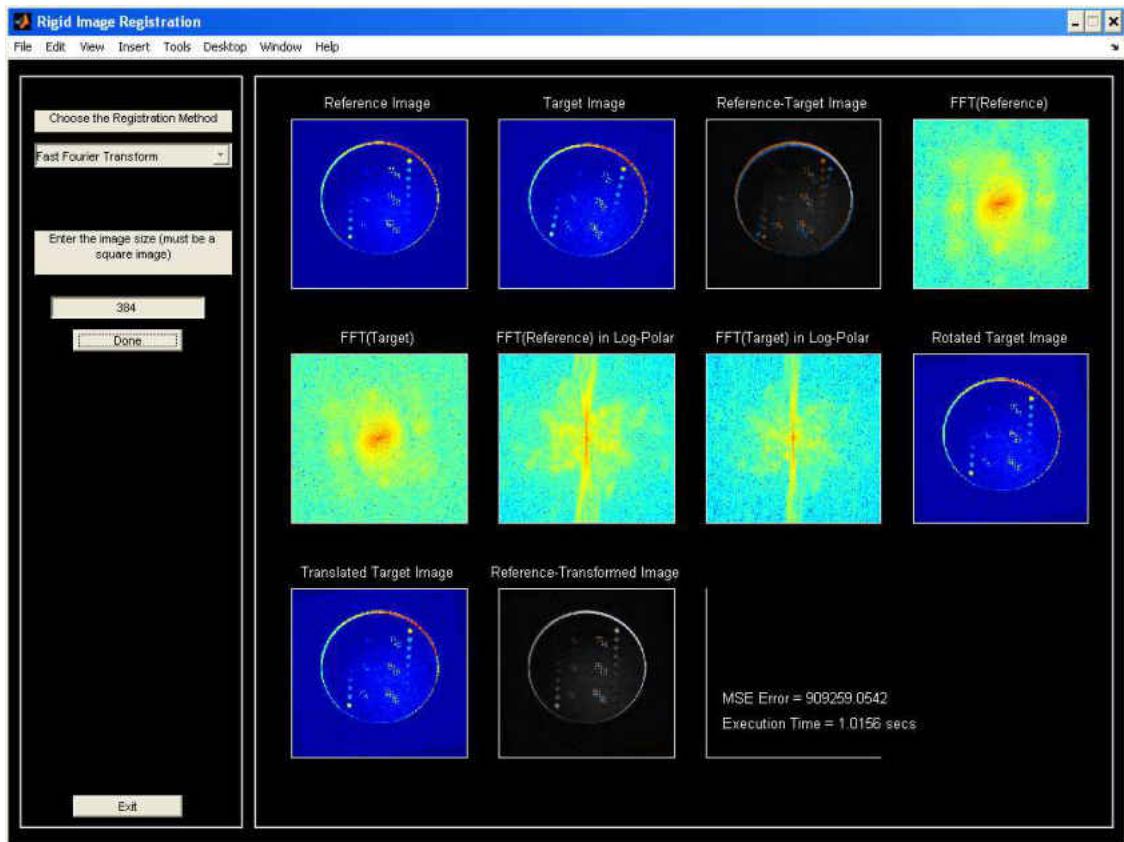 Rigid Image Registration
File Edit View Insert Tools Desktop Window Help
Choose the Registration Method
Fast Fourier Transform
Enter the image size (must be a
square image)
384
Done
Exit
Reference Image
Target Image
Reference-Target Image
FFT(Reference)
FFT(Target)
FFT(Reference) in Log-Polar
FFT(Target) in Log-Polar
Rotated Target Image
Translated Target Image
Reference-Transformed Image
MSE Error = 909259.0542
Execution Time = 1.0156 secs